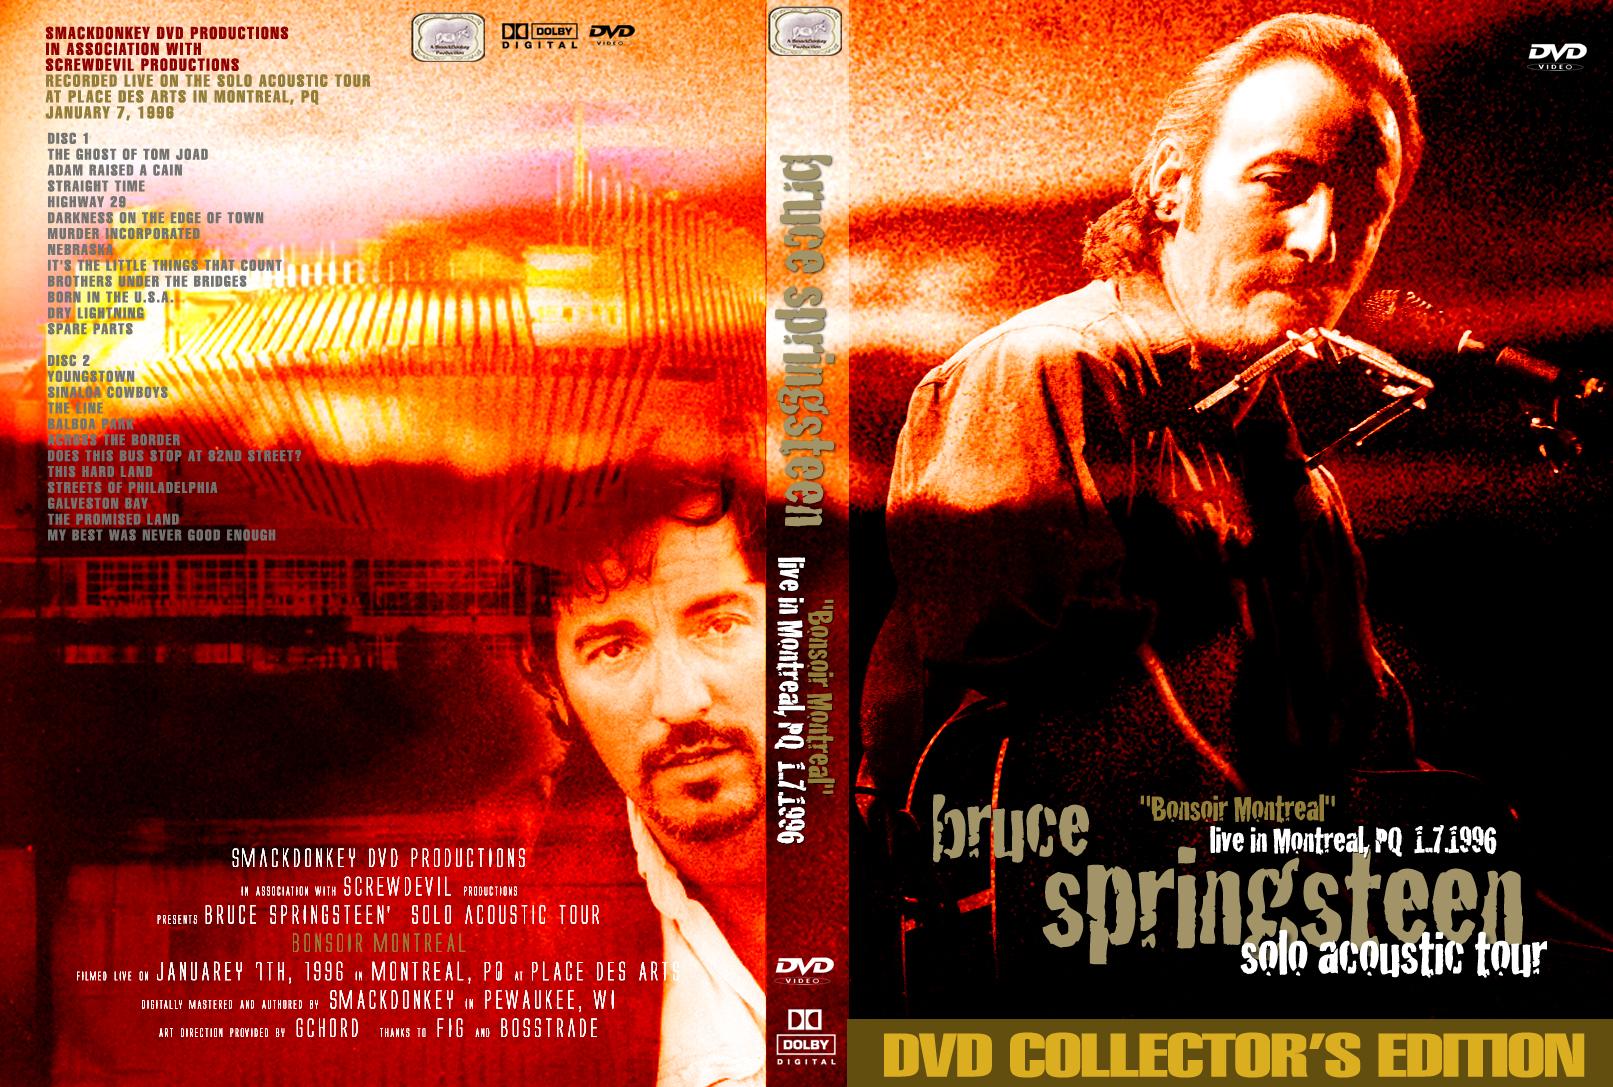 SMACKDONKEY DVD PRODUCTIONS
IN ASSOCIATION WITH
SCREWDEVIL PRODUCTIONS
RECORDED LIVE ON THE SOLO ACOUSTIC TOUR
AT PLACE DES ARTS IN MONTREAL, PQ
JANUARY 7, 1996
DISC 1
THE GHOST OF TOM JOAD
ADAM RAISED A CAIN
STRAIGHT TIME
HIGHWAY 29
DARKNESS ON THE EDGE OF TOWN
MURDER INCORPORATED
NEBRASKA
IT'S THE LITTLE THINGS THAT COUNT
BROTHERS UNDER THE BRIDGES
BORN IN THE U.S.A.
DRY LIGHTNING
SPARE PARTS
DISC 2
YOUNGSTOWN
SINALOA COWBOYS
THE LINE
BALBOA PARK
ACROSS THE BORDER
DOES THIS BUS STOP AT 82ND STREET?
THIS HARD LAND
STREETS OF PHILADELPHIA
GALVESTON BAY
THE PROMISED LAND
MY BEST WAS NEVER GOOD ENOUGH
A SmackDonkey
Production
DOLBY
DIGITAL
DVD
VIDEO
SMACKDONKEY DVD PRODUCTIONS
IN ASSOCIATION WITH SCREWDEVIL PRODUCTIONS
PRESENTS BRUCE SPRINGSTEEN' SOLO ACOUSTIC TOUR
BONSOIR MONTREAL
FILMED LIVE ON JANUAREY 7TH, 1996 IN MONTREAL, PQ AT PLACE DES ARTS
DIGITALLY MASTERED AND AUTHORED BY SMACKDONKEY IN PEWAUKEE, WI
ART DIRECTION PROVIDED BY GCHORD THANKS TO FIG AND BOSSTRADE
A SmackDonkey
Production
bruce springsteen
"Bonsoir Montreal"
live in Montreal, PQ 1.7.1996
DVD
VIDEO
DOLBY
DIGITAL
DVD
VIDEO
bruce
"Bonsoir Montreal"
live in Montreal, PQ 1.7.1996
springsteen
solo acoustic tour
DVD COLLECTOR'S EDITION